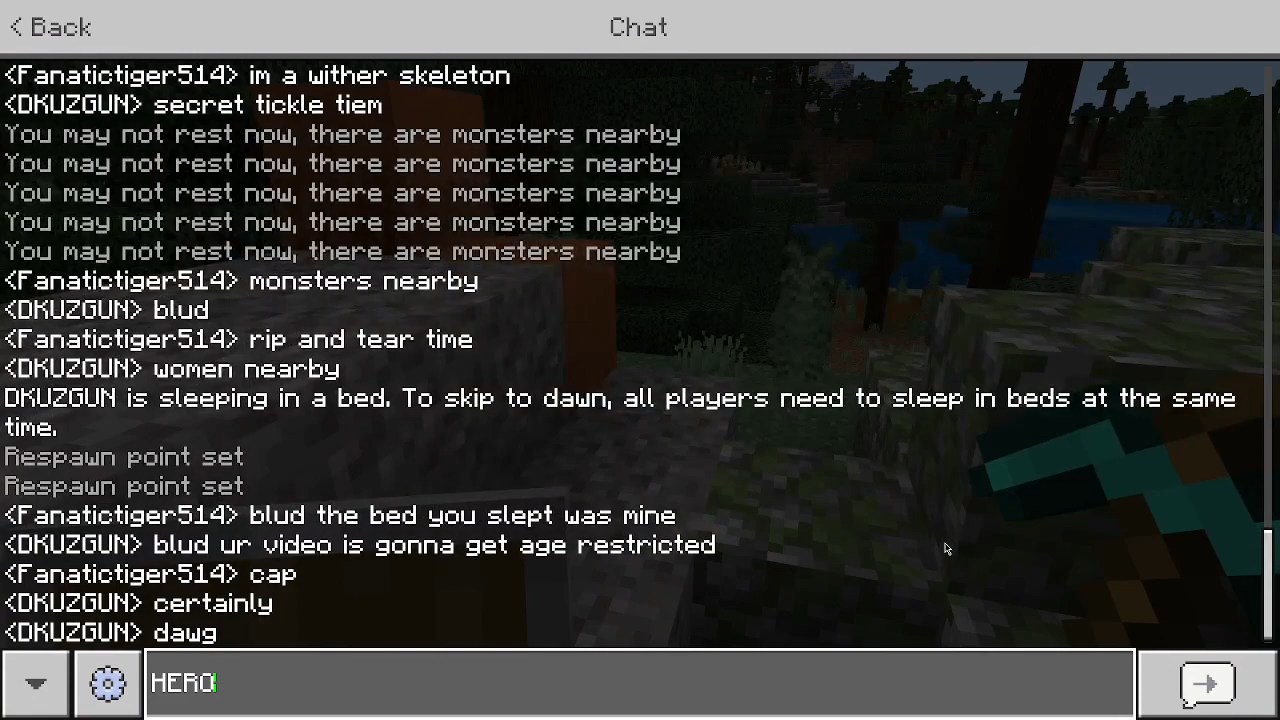 < Back
Chat
<Fanatictiger514> im a wither skeleton
<DKUZGUN> secret tickle tiem
You may not rest now, there are monsters nearby
You may not rest now, there are monsters nearby
You may not rest now, there are monsters nearby
You may not rest now, there are monsters nearby
You may not rest now, there are monsters nearby
<Fanatictiger514> monsters nearby
<DKUZGUN> blud
<Fanatictiger514> rip and tear time
<DKUZGUN> women nearby
DKUZGUN is sleeping in a bed. To skip to dawn, all players need to sleep in beds at the same
time.
Respawn point set
Respawn point set
<Fanatictiger514> blud the bed you slept was mine
<DKUZGUN> blud ur video is gonna get age restricted
<Fanatictiger514> cap
<DKUZGUN> certainly
<DKUZGUN> dawg
HERO